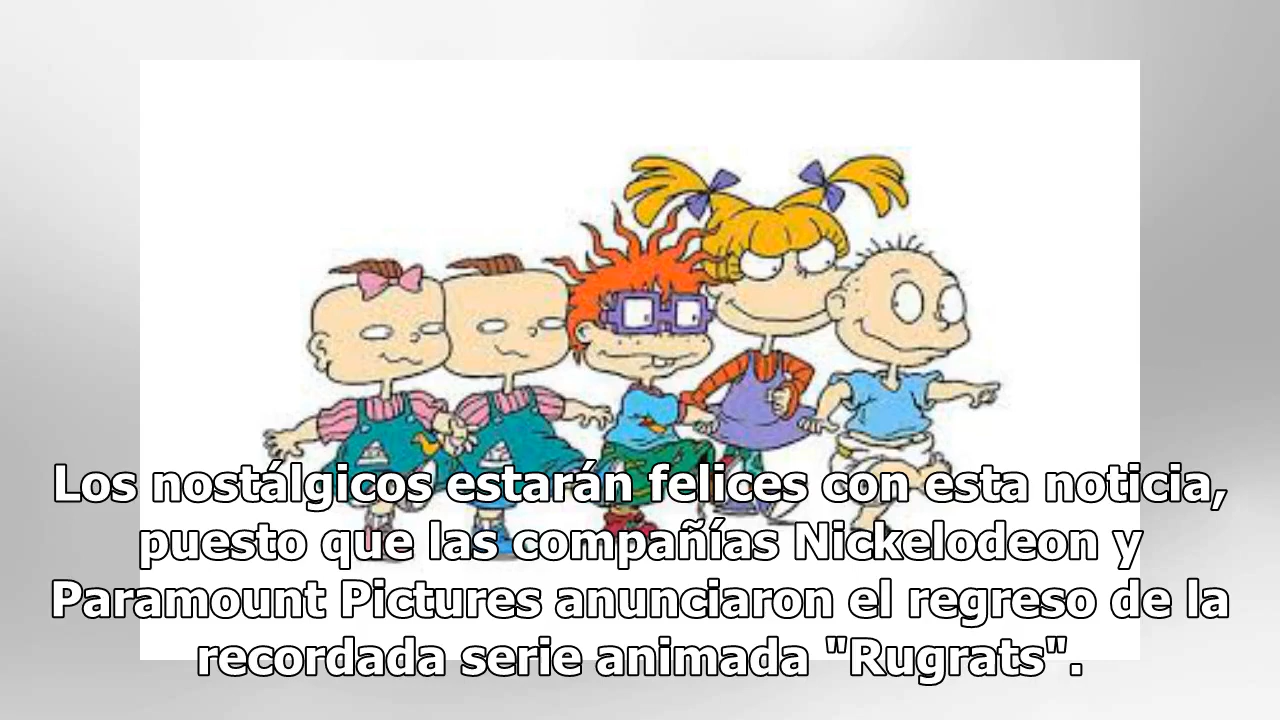 Los nostálgicos estarán felices con esta noticia,
puesto que las compañías Nickelodeon y
Paramount Pictures anunciaron el regreso de la
recordada serie animada "Rugrats".